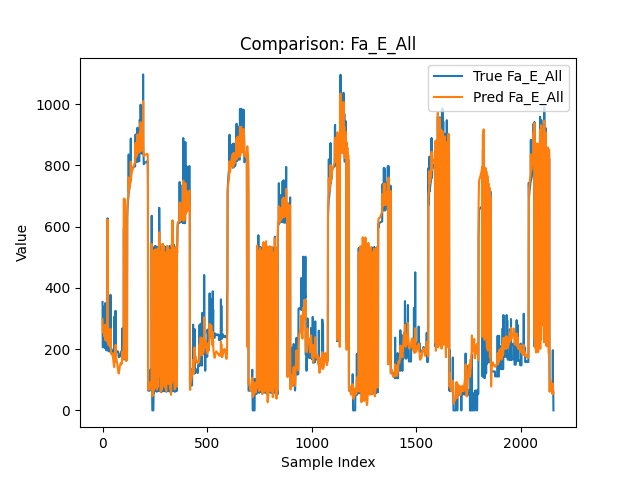 Comparison: Fa_E_All
True Fa_E_All
Pred Fa_E_All
1000
800
600
400
200
0
Value
0 500 1000 1500 2000
Sample Index